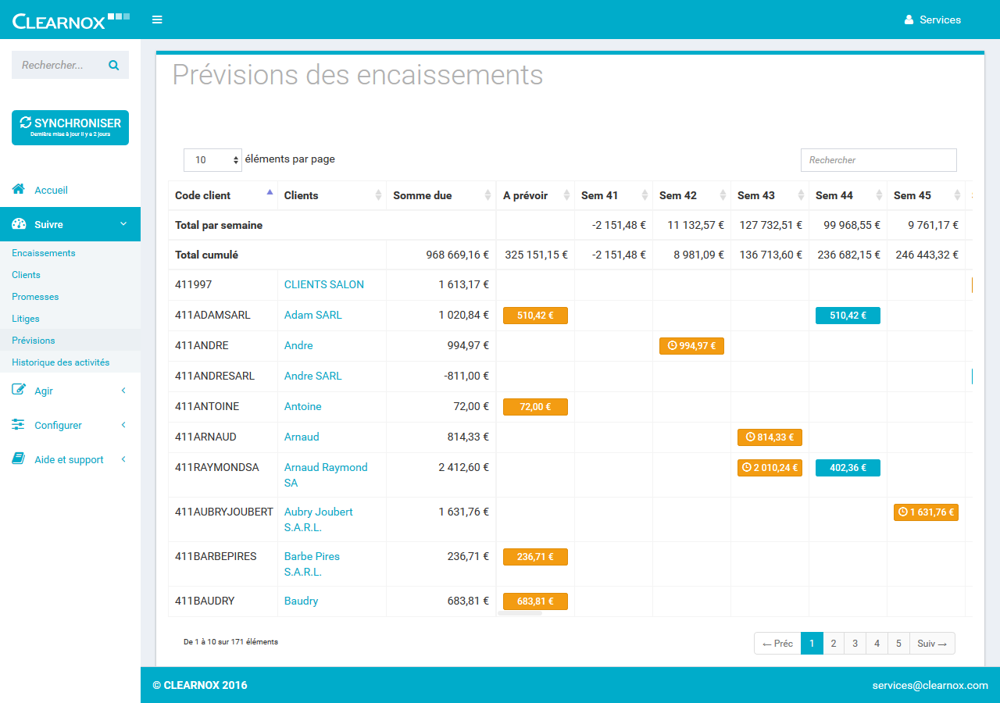 CLEARNOX
Services
Rechercher...
SYNCHRONISER
Dernière mise à jour il y a 2 jours
Accueil
Suivre
Encaissements
Clients
Promesses
Litiges
Prévisions
Historique des activités
Agir
Configurer
Aide et support
Prévisions des encaissements
10 éléments par page
Rechercher
Code client Clients Somme due A prévoir Sem 41 Sem 42 Sem 43 Sem 44 Sem 45
Total par semaine -2 151,48 € 11 132,57 € 127 732,51 € 99 968,55 € 9 761,17 €
Total cumulé 968 669,16 € 325 151,15 € -2 151,48 € 8 981,09 € 136 713,60 € 236 682,15 € 246 443,32 €
411997 CLIENTS SALON 1 613,17 €
411ADAMSARL Adam SARL 1 020,84 € 510,42 € 510,42 €
411ANDRE Andre 994,97 € 994,97 €
411ANDRESARL Andre SARL -811,00 €
411ANTOINE Antoine 72,00 € 72,00 €
411ARNAUD Arnaud 814,33 € 814,33 €
411RAYMONDSA Arnaud Raymond 2 412,60 € 2 010,24 € 402,36 €
SA
411AUBRYJOUBERT Aubry Joubert 1 631,76 € 1 631,76 €
S.A.R.L.
411BARBEPIRES Barbe Pires 236,71 € 236,71 €
S.A.R.L.
411BAUDRY Baudry 683,81 € 683,81 €
De 1 à 10 sur 171 éléments
← Préc 1 2 3 4 5 Suiv →
© CLEARNOX 2016
services@clearnox.com